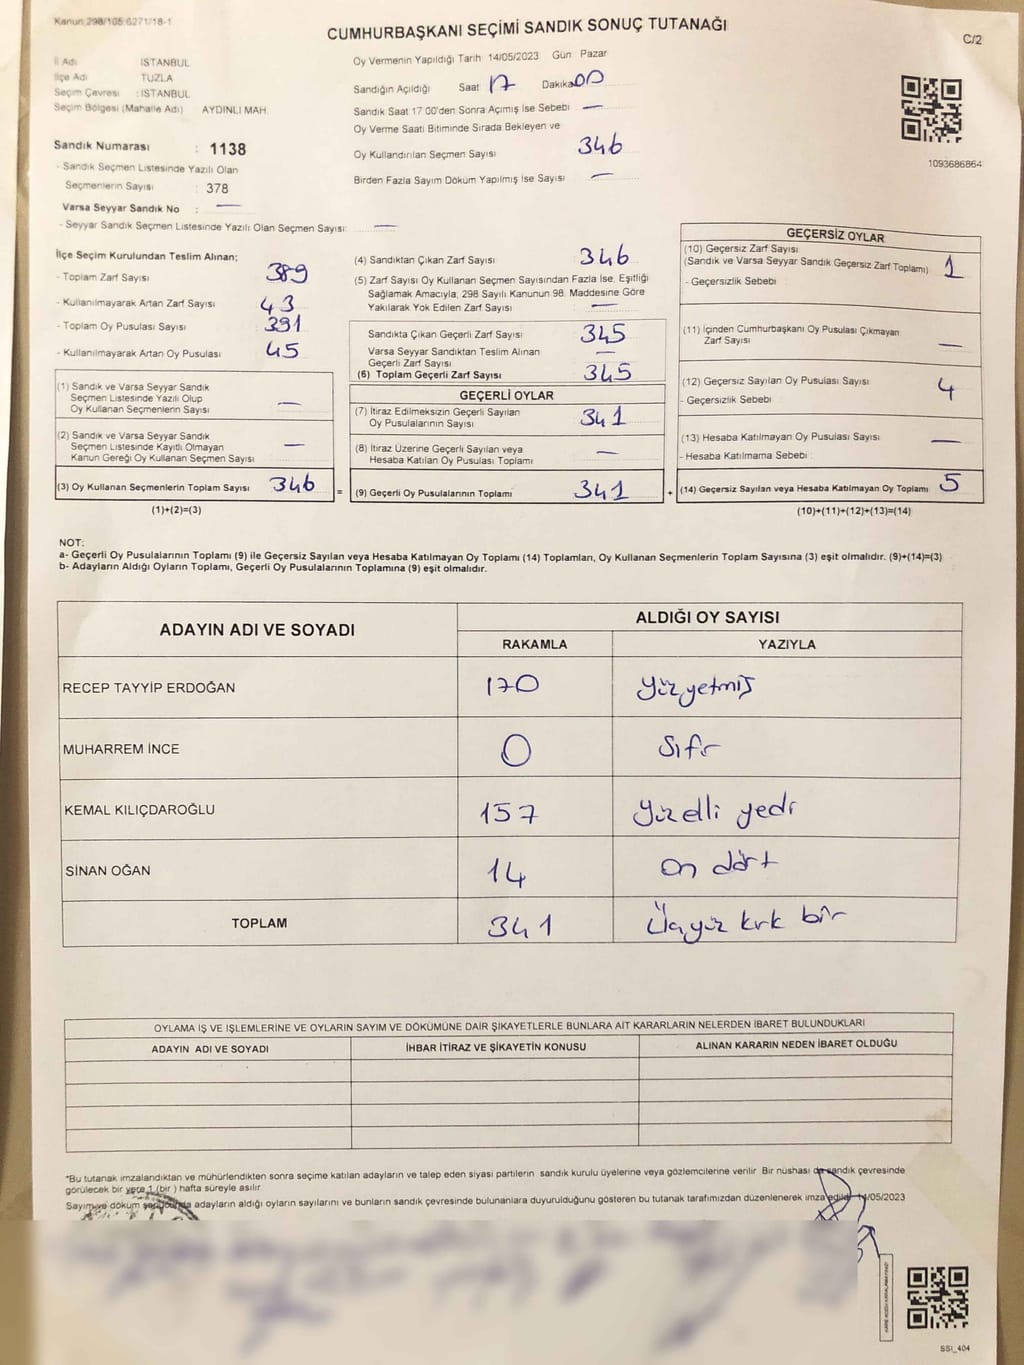 Kanun 298/105 6271/18-1
CUMHURBAŞKANI SEÇİMİ SANDIK SONUÇ TUTANAĞI
C/2
İl Adı İSTANBUL
İlçe Adı TUZLA
Seçim Çevresi : İSTANBUL
Seçim Bölgesi (Mahalle Adı) AYDINLI MAH.
Sandık Numarası : 1138
- Sandık Seçmen Listesinde Yazılı Olan
Seçmenlerin Sayısı : 378
Varsa Seyyar Sandık No : —
- Seyyar Sandık Seçmen Listesinde Yazılı Olan Seçmen Sayısı: —
Oy Vermenin Yapıldığı Tarih 14/05/2023 Gün Pazar
Sandığın Açıldığı Saat 17 Dakika 00
Sandık Saat 17 00'den Sonra Açımış İse Sebebi —
Oy Verme Saati Bitiminde Sırada Bekleyen ve
Oy Kullandırılan Seçmen Sayısı 346
Birden Fazla Sayım Döküm Yapılmış İse Sayısı —
1093686864
İlçe Seçim Kurulundan Teslim Alınan;
- Toplam Zarf Sayısı 389
- Kullanılmayarak Artan Zarf Sayısı 43
- Toplam Oy Pusulası Sayısı 391
- Kullanılmayarak Artan Oy Pusulası 45
(1) Sandık ve Varsa Seyyar Sandık
Seçmen Listesinde Yazılı Olup
Oy Kullanan Seçmenlerin Sayısı —
(2) Sandık ve Varsa Seyyar Sandık
Seçmen Listesinde Kayıtlı Olmayan
Kanun Gereği Oy Kullanan Seçmen Sayısı —
(3) Oy Kullanan Seçmenlerin Toplam Sayısı 346 =
(1)+(2)=(3)
(4) Sandıktan Çıkan Zarf Sayısı 346
(5) Zarf Sayısı Oy Kullanan Seçmen Sayısından Fazla İse, Eşitliği
Sağlamak Amacıyla; 298 Sayılı Kanunun 98. Maddesine Göre
Yakılarak Yok Edilen Zarf Sayısı —
Sandıkta Çıkan Geçerli Zarf Sayısı 345
Varsa Seyyar Sandıktan Teslim Alınan
Geçerli Zarf Sayısı —
(6) Toplam Geçerli Zarf Sayısı 345
GEÇERLİ OYLAR
(7) İtiraz Edilmeksizin Geçerli Sayılan
Oy Pusulalarının Sayısı 341
(8) İtiraz Üzerine Geçerli Sayılan veya
Hesaba Katılan Oy Pusulası Toplamı —
(9) Geçerli Oy Pusulalarının Toplamı 341 +
GEÇERSİZ OYLAR
(10) Geçersiz Zarf Sayısı
(Sandık ve Varsa Seyyar Sandık Geçersiz Zarf Toplamı) 1
- Geçersizlik Sebebi
(11) İçinden Cumhurbaşkanı Oy Pusulası Çıkmayan
Zarf Sayısı —
(12) Geçersiz Sayılan Oy Pusulası Sayısı 4
- Geçersizlik Sebebi
(13) Hesaba Katılmayan Oy Pusulası Sayısı —
- Hesaba Katılmama Sebebi
(14) Geçersiz Sayılan veya Hesaba Katılmayan Oy Toplamı 5
(10)+(11)+(12)+(13)=(14)
NOT:
a- Geçerli Oy Pusulalarının Toplamı (9) ile Geçersiz Sayılan veya Hesaba Katılmayan Oy Toplamı (14) Toplamları, Oy Kullanan Seçmenlerin Toplam Sayısına (3) eşit olmalıdır. (9)+(14)=(3)
b- Adayların Aldığı Oyların Toplamı, Geçerli Oy Pusulalarının Toplamına (9) eşit olmalıdır.
ADAYIN ADI VE SOYADI ALDIĞI OY SAYISI
RAKAMLA YAZIYLA
RECEP TAYYİP ERDOĞAN 170 Yüzyetmiş
MUHARREM İNCE 0 Sıfır
KEMAL KILIÇDAROĞLU 157 Yüzelli yedi
SİNAN OĞAN 14 On dört
TOPLAM 341 Üçyüz kırk bir
OYLAMA İŞ VE İŞLEMLERİNE VE OYLARIN SAYIM VE DÖKÜMÜNE DAİR ŞİKAYETLERLE BUNLARA AİT KARARLARIN NELERDEN İBARET BULUNDUKLARI
ADAYIN ADI VE SOYADI İHBAR İTİRAZ VE ŞİKAYETİN KONUSU ALINAN KARARIN NEDEN İBARET OLDUĞU
*Bu tutanak imzalandıktan ve mühürlendikten sonra seçime katılan adayların ve talep eden siyasi partilerin sandık kurulu üyelerine veya gözlemcilerine verilir Bir nüshası da sandık çevresinde
görülecek bir yere 1 (bir ) hafta süreyle asılır.
Sayım ve döküm sonucunda adayların aldığı oyların sayılarını ve bunların sandık çevresinde bulunanlara duyurulduğunu gösteren bu tutanak tarafımızdan düzenlenerek imza edildi 14/05/2023
SSI_404